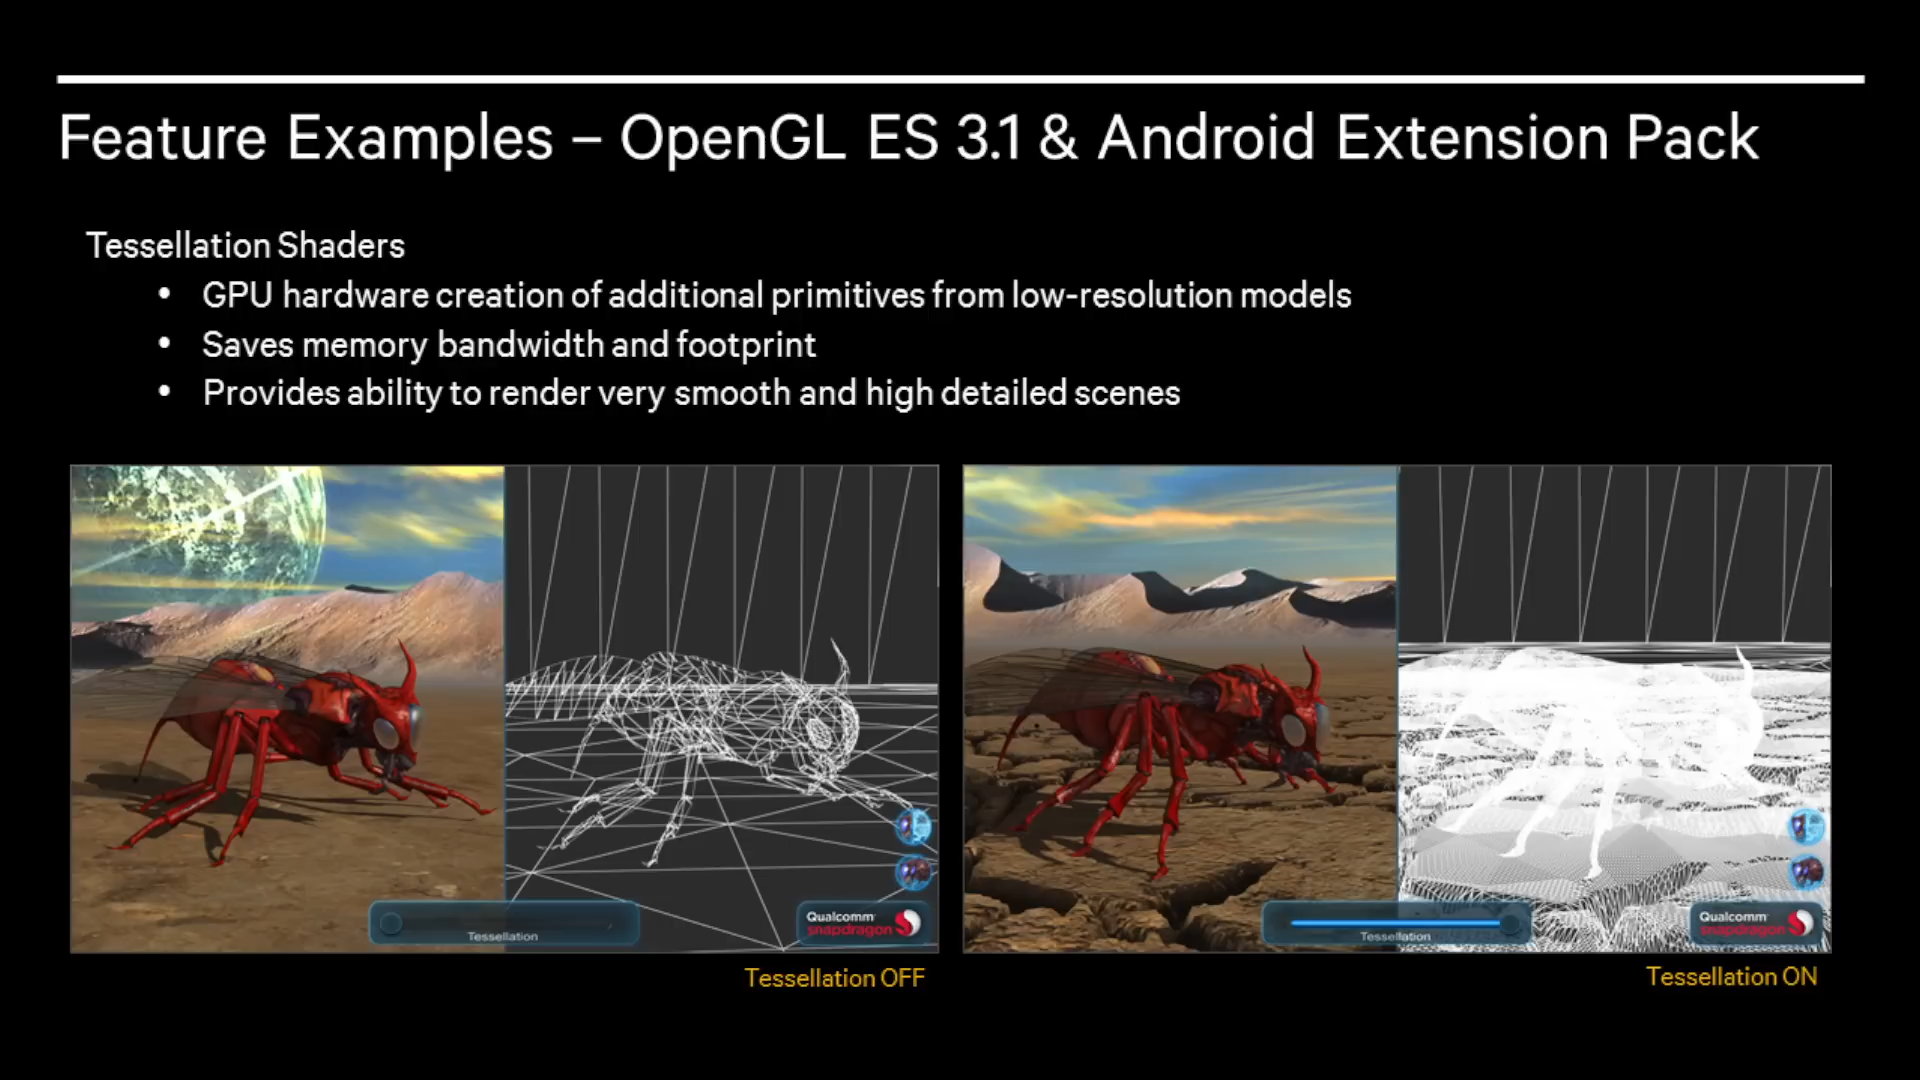 Feature Examples – OpenGL ES 3.1 & Android Extension Pack
Tessellation Shaders
• GPU hardware creation of additional primitives from low-resolution models
• Saves memory bandwidth and footprint
• Provides ability to render very smooth and high detailed scenes
Tessellation
Qualcomm
snapdragon
Tessellation
Qualcomm
snapdragon
Tessellation OFF
Tessellation ON